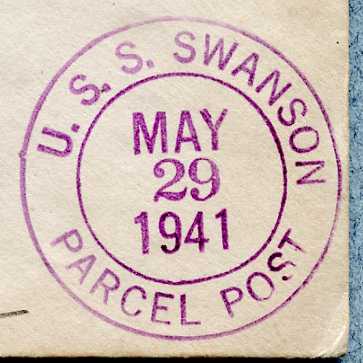 U. S. S. SWANSON
MAY
29
1941
PARCEL POST